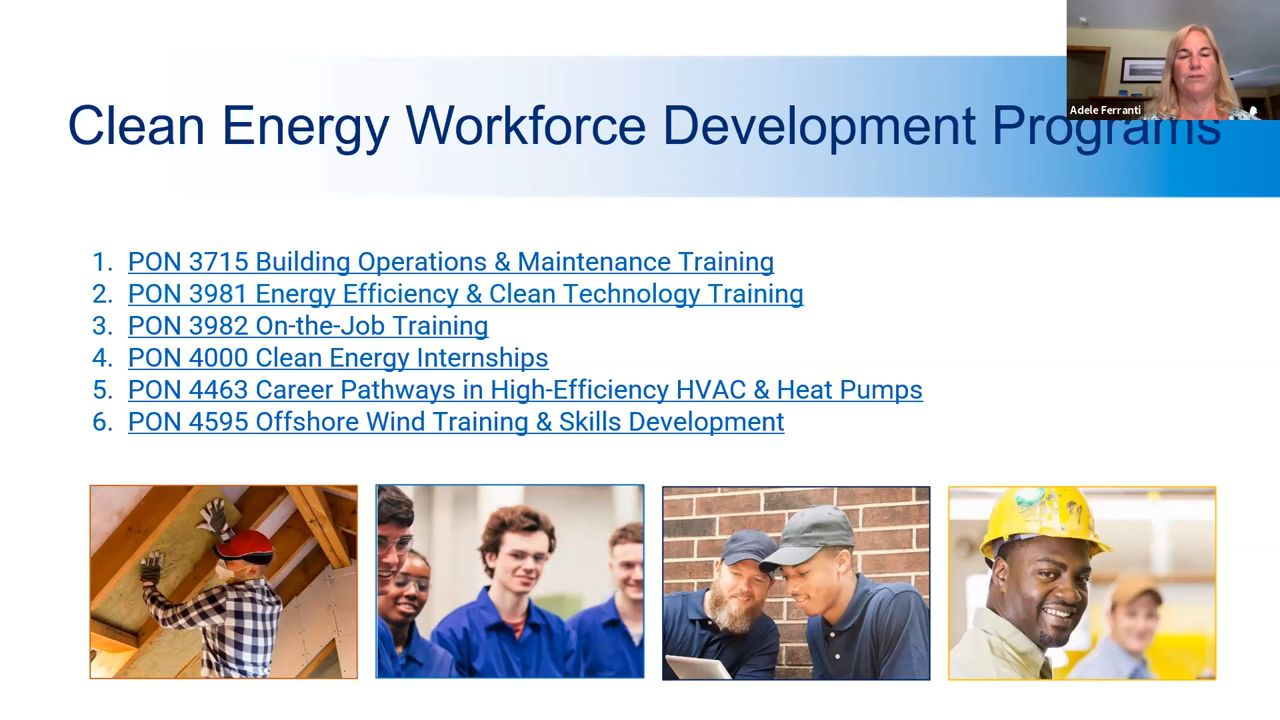 Adele Ferranti
Clean Energy Workforce Development Programs
1. PON 3715 Building Operations & Maintenance Training
2. PON 3981 Energy Efficiency & Clean Technology Training
3. PON 3982 On-the-Job Training
4. PON 4000 Clean Energy Internships
5. PON 4463 Career Pathways in High-Efficiency HVAC & Heat Pumps
6. PON 4595 Offshore Wind Training & Skills Development